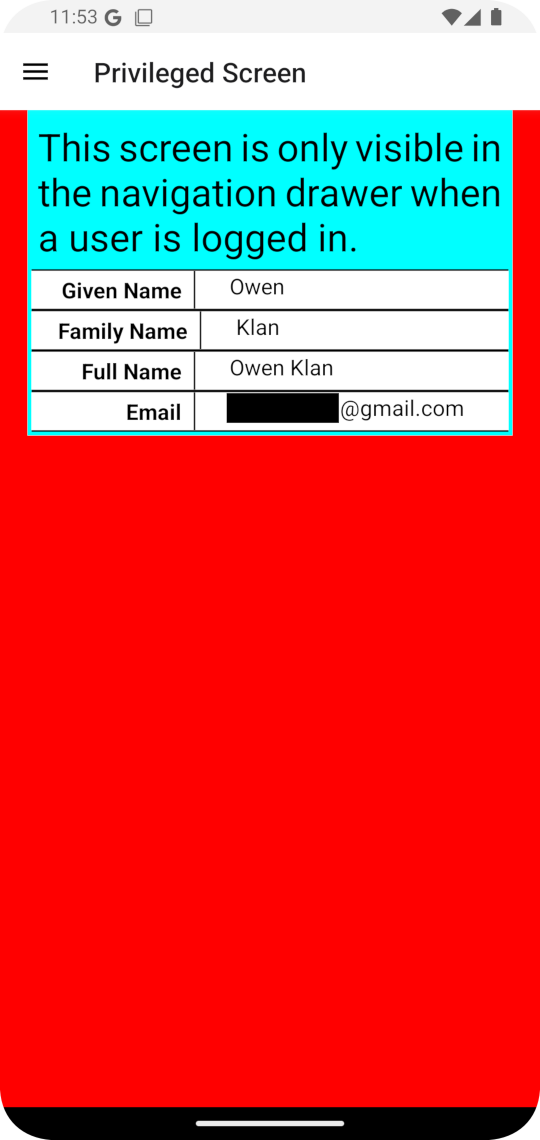 11:53
Privileged Screen
This screen is only visible in
the navigation drawer when
a user is logged in.
Given Name Owen
Family Name Klan
Full Name Owen Klan
Email @gmail.com